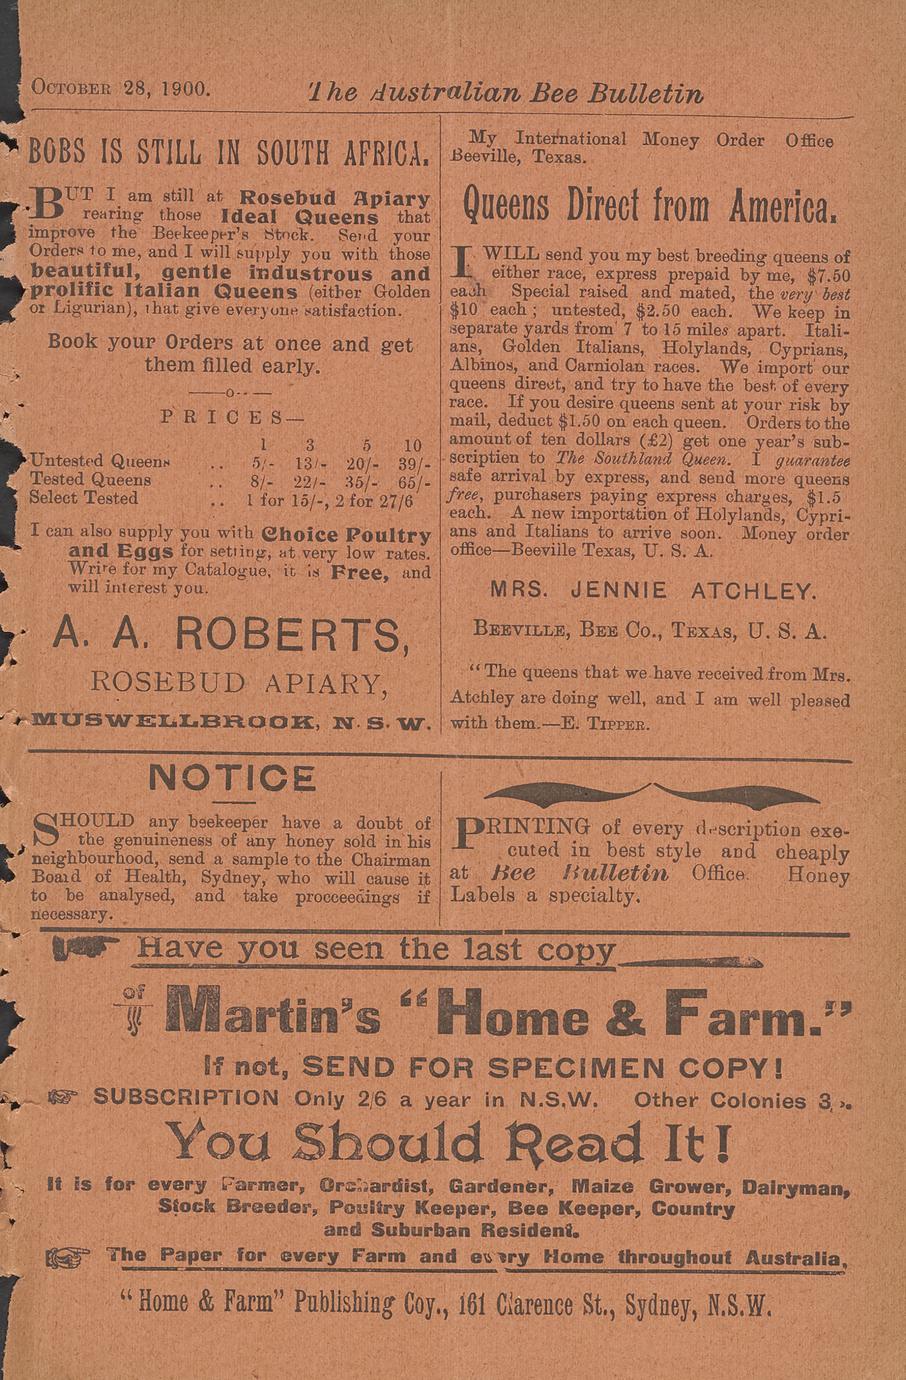 OCTOBER 28, 1900.
The Australian Bee Bulletin
BOBS IS STILL IN SOUTH AFRICA.
BUT I am still at Rosebud Apiary
rearing those Ideal Queens that
improve the Beekeeper's Stock. Send your
Orders to me, and I will supply you with those
beautiful, gentle industrous and
prolific Italian Queens (either Golden
or Ligurian), that give everyone satisfaction.
Book your Orders at once and get
them filled early.
—o--—
PRICES—
1 3 5 10
Untested Queens .. 5/- 13/- 20/- 39/-
Tested Queens .. 8/- 22/- 35/- 65/-
Select Tested .. 1 for 15/-, 2 for 27/6
I can also supply you with Choice Poultry
and Eggs for setting, at very low rates.
Write for my Catalogue, it is Free, and
will interest you.
A. A. ROBERTS,
ROSEBUD APIARY,
MUSWELLBROOK, N.S.W.
My International Money Order Office
Beeville, Texas.
Queens Direct from America.
I WILL send you my best breeding queens of
either race, express prepaid by me, $7.50
each Special raised and mated, the very best
$10 each; untested, $2.50 each. We keep in
separate yards from 7 to 15 miles apart. Itali-
ans, Golden Italians, Holylands, Cyprians,
Albinos, and Carniolan races. We import our
queens direct, and try to have the best of every
race. If you desire queens sent at your risk by
mail, deduct $1.50 on each queen. Orders to the
amount of ten dollars (£2) get one year's sub-
scription to The Southland Queen. I guarantee
safe arrival by express, and send more queens
free, purchasers paying express charges, $1.5
each. A new importation of Holylands, Cypri-
ans and Italians to arrive soon. Money order
office—Beeville Texas, U. S. A.
MRS. JENNIE ATCHLEY.
BEEVILLE, BEE CO., TEXAS, U. S. A.
"The queens that we have received from Mrs.
Atchley are doing well, and I am well pleased
with them.—E. TIPPER.
NOTICE
SHOULD any beekeeper have a doubt of
the genuineness of any honey sold in his
neighbourhood, send a sample to the Chairman
Board of Health, Sydney, who will cause it
to be analysed, and take procceedings if
necessary.
PRINTING of every description exe-
cuted in best style and cheaply
at Bee Bulletin Office. Honey
Labels a specialty.
Have you seen the last copy
of Martin's "Home & Farm."
If not, SEND FOR SPECIMEN COPY!
SUBSCRIPTION Only 2/6 a year in N.S.W. Other Colonies 3
You Should Read It!
It is for every Farmer, Orchardist, Gardener, Maize Grower, Dairyman,
Stock Breeder, Poultry Keeper, Bee Keeper, Country
and Suburban Resident.
The Paper for every Farm and every Home throughout Australia,
"Home & Farm" Publishing Coy., 161 Clarence St., Sydney, N.S.W.